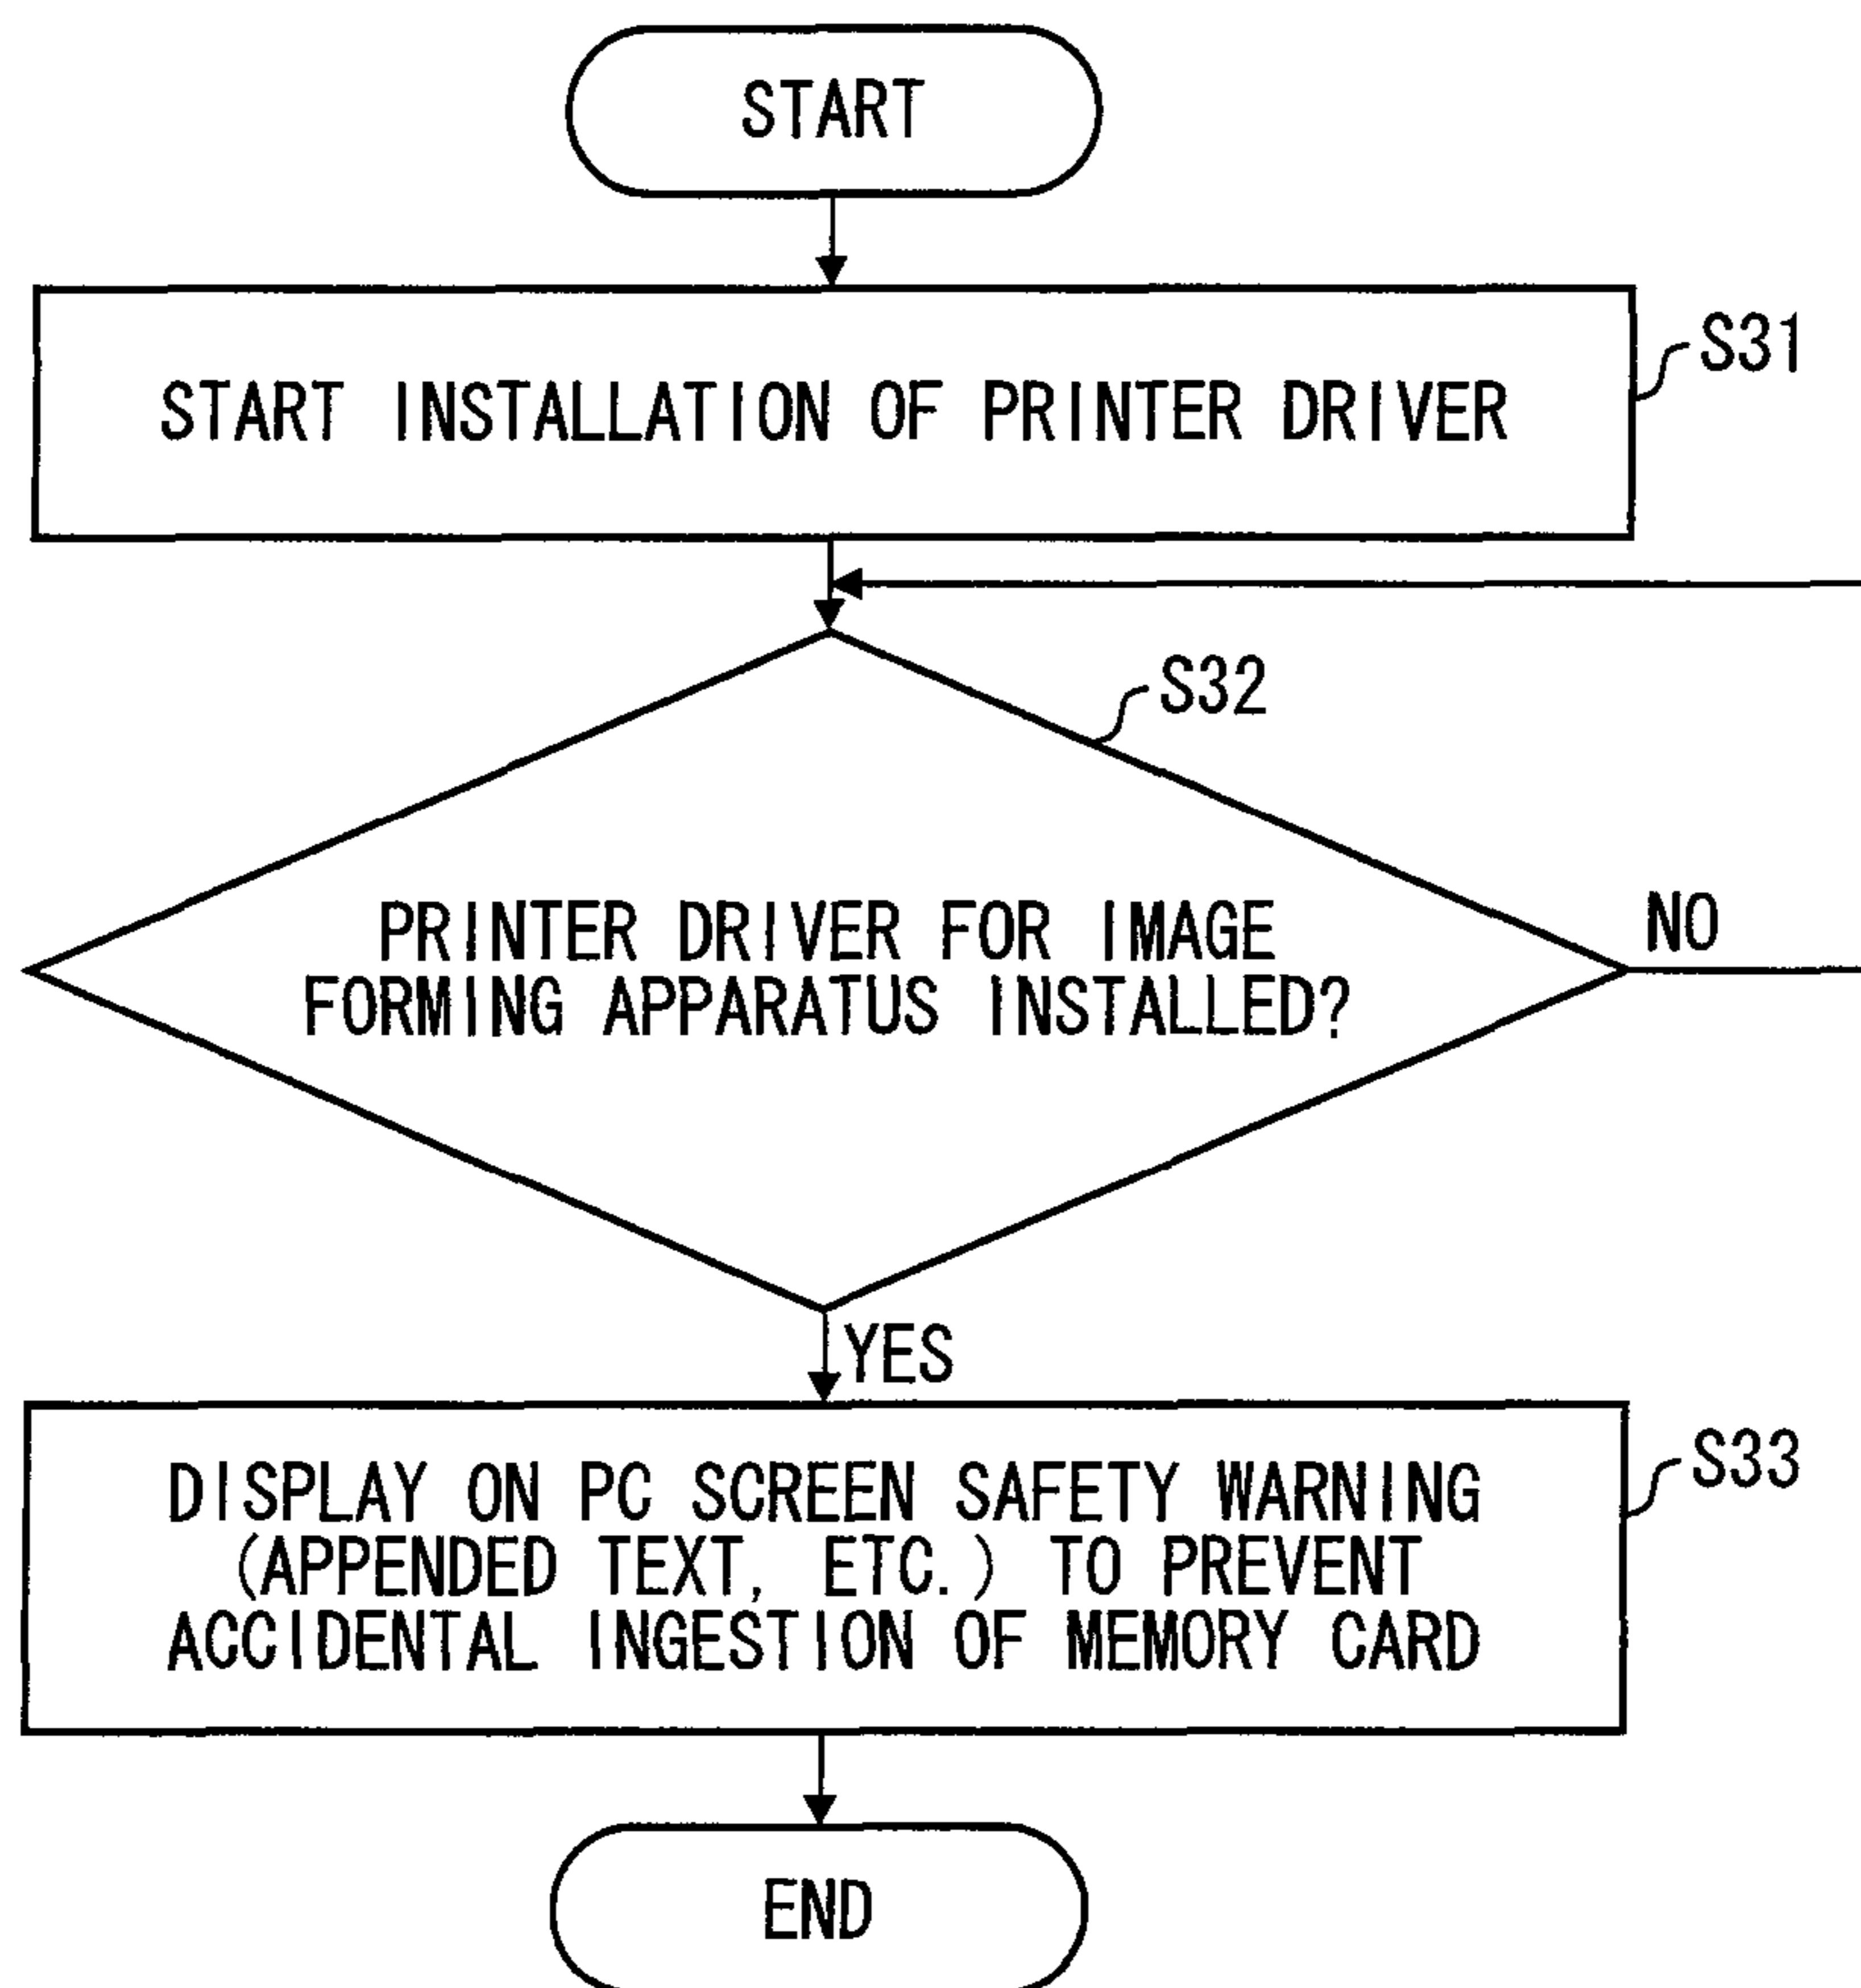 START
START INSTALLATION OF PRINTER DRIVER
S31
S32
PRINTER DRIVER FOR IMAGE
FORMING APPARATUS INSTALLED?
NO
YES
DISPLAY ON PC SCREEN SAFETY WARNING
(APPENDED TEXT, ETC.) TO PREVENT
ACCIDENTAL INGESTION OF MEMORY CARD
S33
END